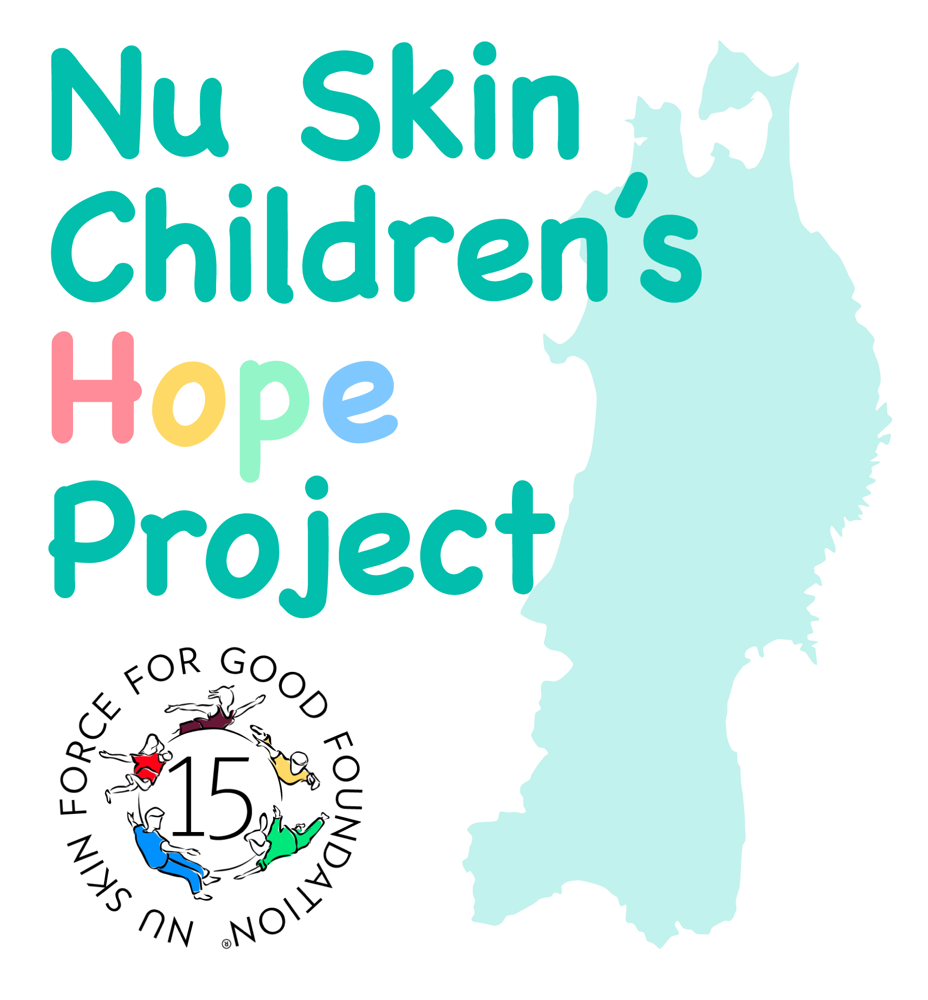 Nu Skin
Children's
Hope
Project
NU SKIN FORCE FOR GOOD FOUNDATION®
15